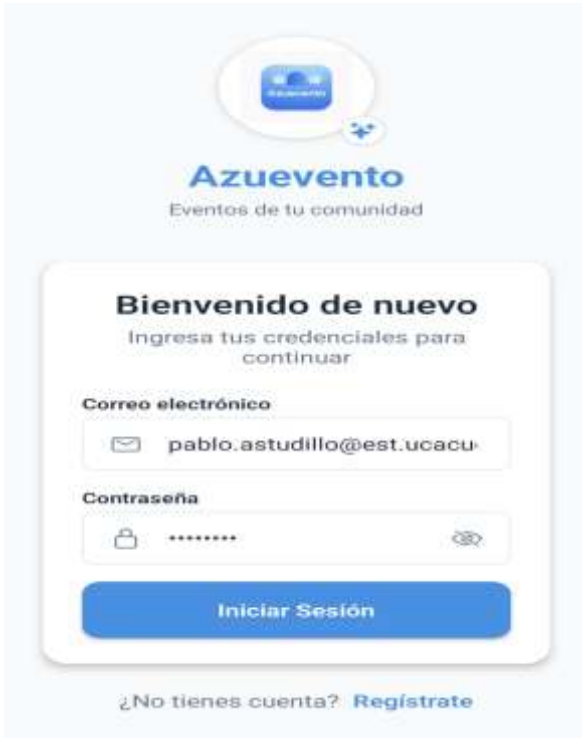 Azuevento
Azuevento
Eventos de tu comunidad
Bienvenido de nuevo
Ingresa tus credenciales para
continuar
Correo electrónico
pablo.astudillo@est.ucacu
Contraseña
••••••••
Iniciar Sesión
¿No tienes cuenta? Regístrate